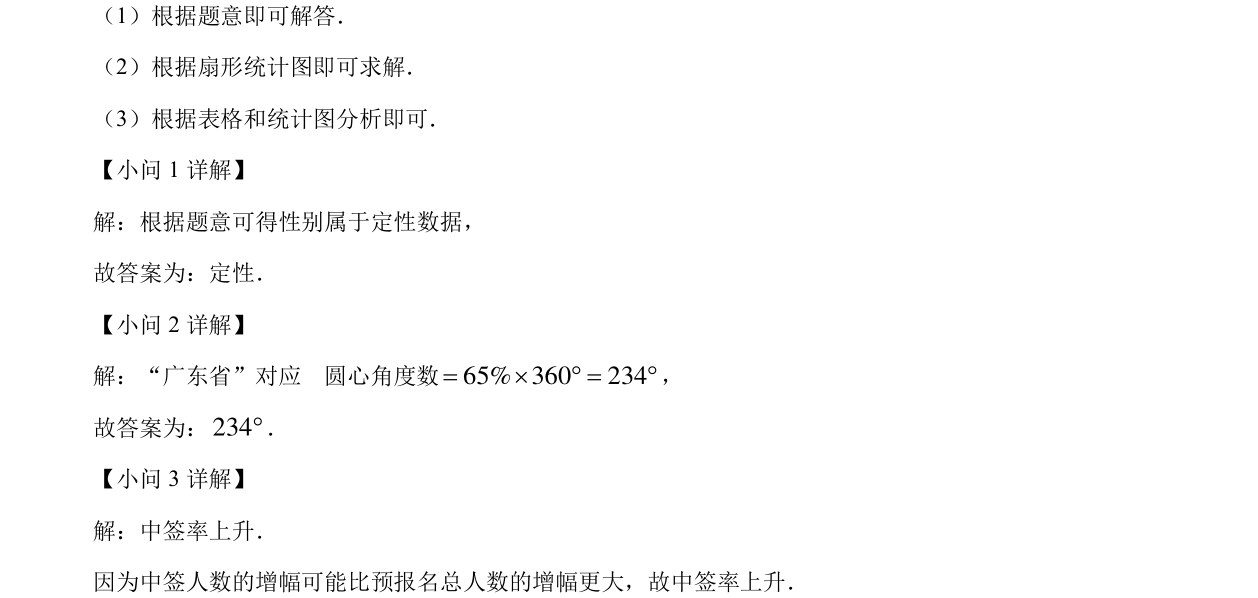 （1）根据题意即可解答．
（2）根据扇形统计图即可求解．
（3）根据表格和统计图分析即可．
【小问 1 详解】
解：根据题意可得性别属于定性数据，
故答案为：定性．
【小问 2 详解】
解：“广东省”对应　圆心角度数＝65%×360°＝234°，
故答案为：234°．
【小问 3 详解】
解：中签率上升．
因为中签人数的增幅可能比预报名总人数的增幅更大，故中签率上升．